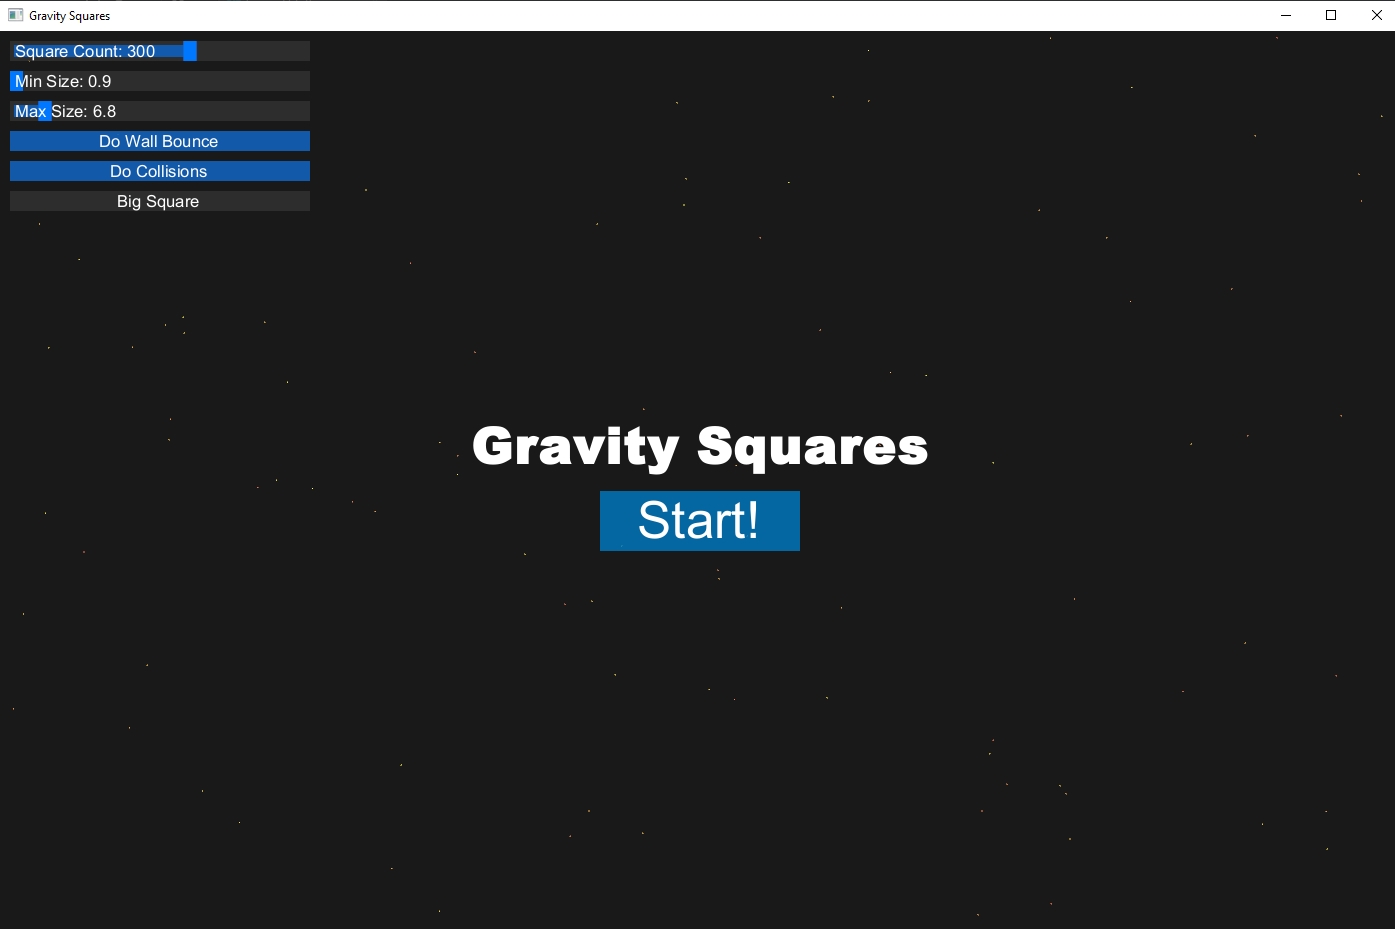 Gravity Squares
Square Count: 300
Min Size: 0.9
Max Size: 6.8
Do Wall Bounce
Do Collisions
Big Square
Gravity Squares
Start!